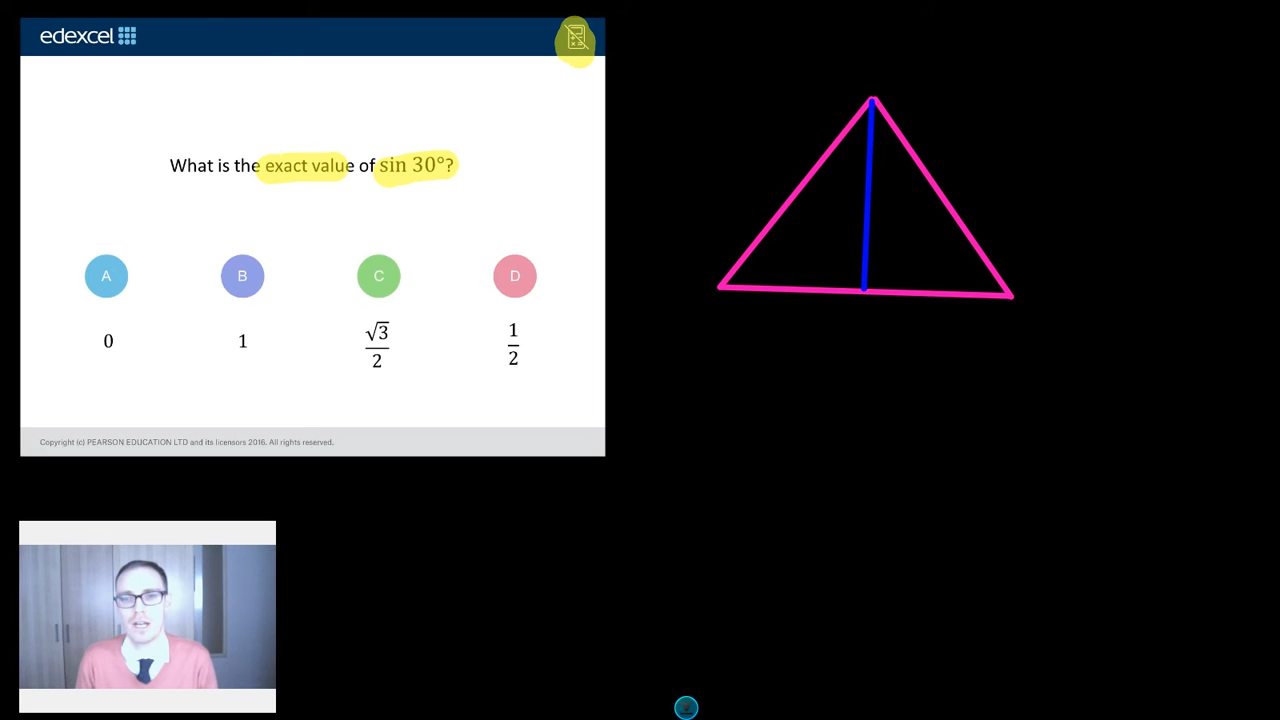 edexcel
What is the exact value of sin 30°?
A B C D
0 1 √3/2 1/2
Copyright (c) PEARSON EDUCATION LTD and its licensors 2016. All rights reserved.